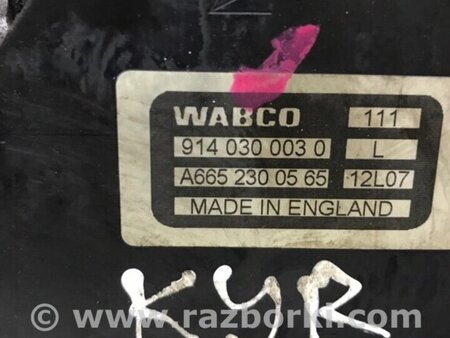 WABCO 111
914 030 003 0 L
A665 230 05 65 12L07
MADE IN ENGLAND
KYR
© www.razborki.com